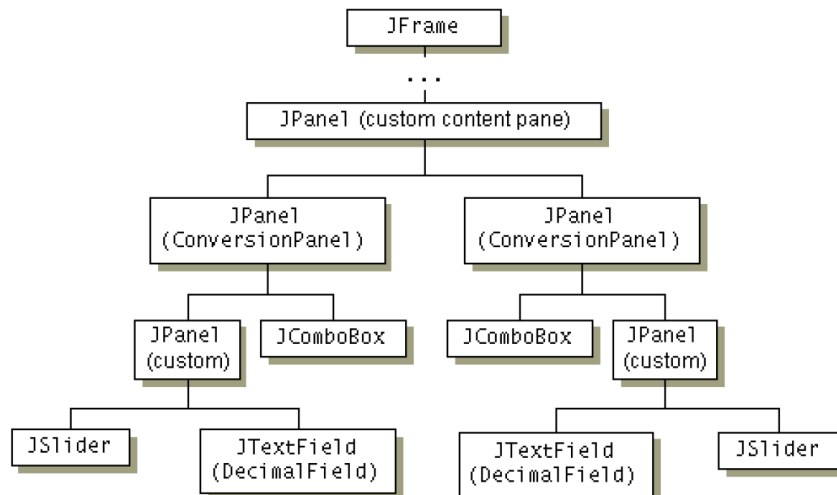 JFrame
...
JPanel (custom content pane)
JPanel
(ConversionPanel)
JPanel
(ConversionPanel)
JPanel
(custom)
JComboBox
JComboBox
JPanel
(custom)
JSlider
JTextField
(DecimalField)
JTextField
(DecimalField)
JSlider